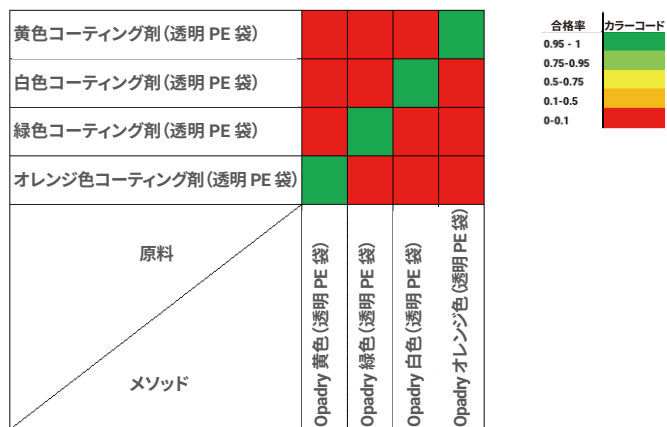 黄色コーティング剤(透明 PE 袋)
白色コーティング剤(透明 PE 袋)
緑色コーティング剤(透明 PE 袋)
オレンジ色コーティング剤(透明 PE 袋)
原料
メソッド
Opadry 黄色(透明 PE 袋)
Opadry 緑色(透明 PE 袋)
Opadry 白色(透明 PE 袋)
Opadry オレンジ色(透明 PE 袋)
合格率 カラーコード
0.95 - 1
0.75-0.95
0.5-0.75
0.1-0.5
0-0.1